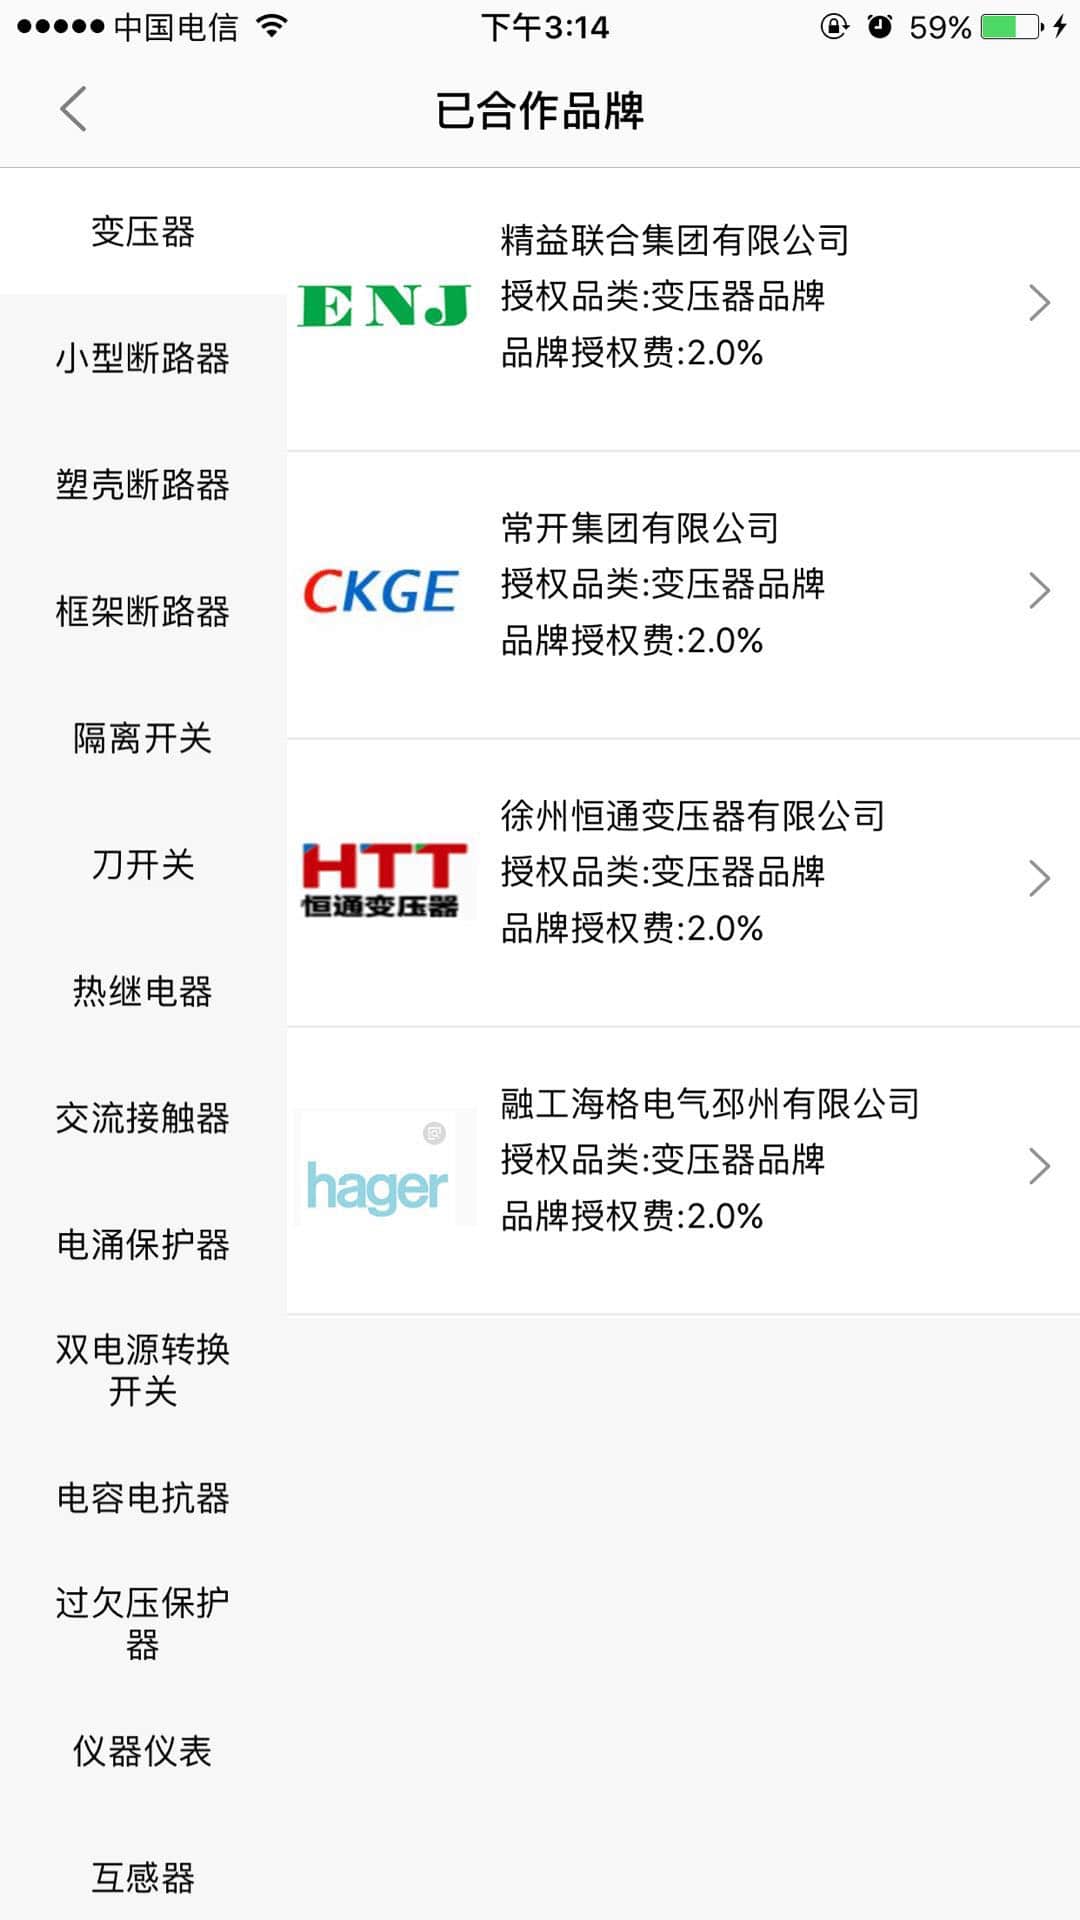 中国电信
下午3:14
59%
已合作品牌
变压器
小型断路器
塑壳断路器
框架断路器
隔离开关
刀开关
热继电器
交流接触器
电涌保护器
双电源转换
开关
电容电抗器
过欠压保护
器
仪器仪表
互感器
ENJ
精益联合集团有限公司
授权品类:变压器品牌
品牌授权费:2.0%
CKGE
常开集团有限公司
授权品类:变压器品牌
品牌授权费:2.0%
HTT
恒通变压器
徐州恒通变压器有限公司
授权品类:变压器品牌
品牌授权费:2.0%
hager
融工海格电气邳州有限公司
授权品类:变压器品牌
品牌授权费:2.0%